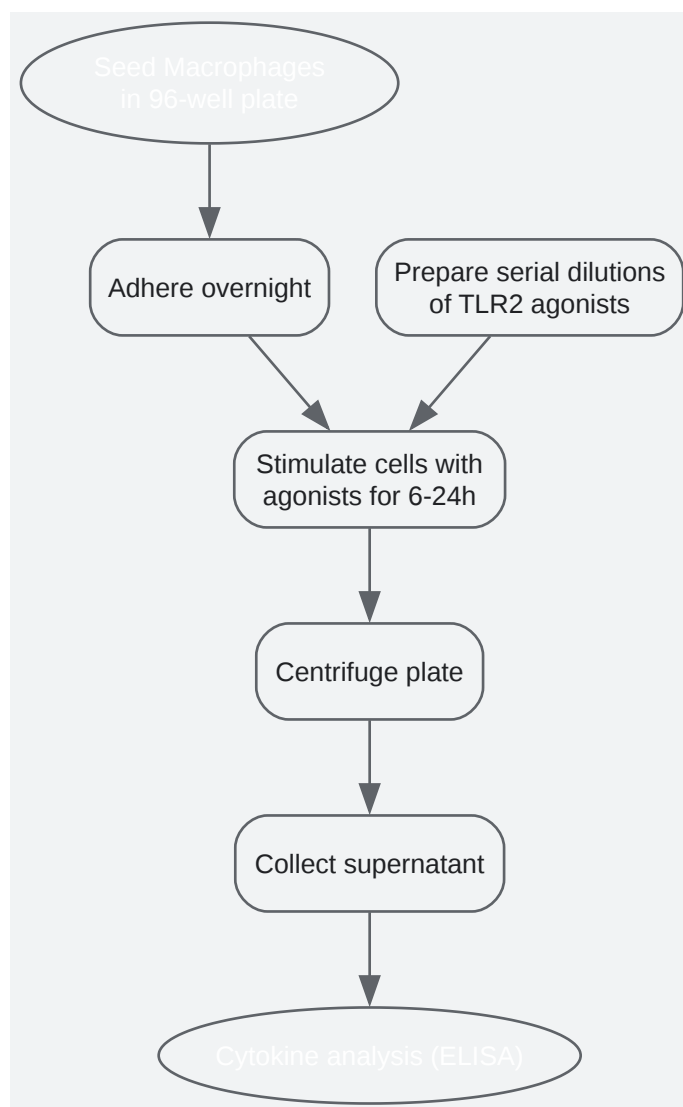 Seed Macrophages
in 96-well plate
Adhere overnight
Prepare serial dilutions
of TLR2 agonists
Stimulate cells with
agonists for 6-24h
Centrifuge plate
Collect supernatant
Cytokine analysis (ELISA)